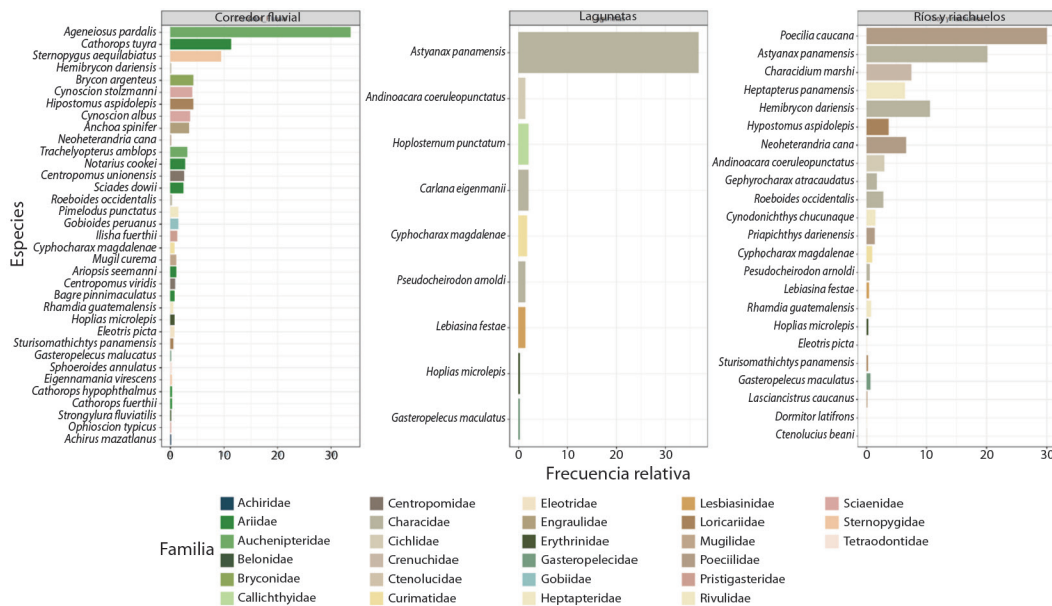 Corredor fluvial
Ageneiosus pardalis
Cathorops tuyra
Sternopygus aequilabiatus
Hemibrycon dariensis
Brycon argenteus
Cynoscion stolzmanni
Hipostomus aspidolepis
Cynoscion albus
Anchoa spinifer
Neoheterandria cana
Trachelyopterus amblops
Notarius cookei
Centropomus unionensis
Sciades dowii
Roeboides occidentalis
Pimelodus punctatus
Gobioides peruanus
Ilisha fuerthii
Cyphocharax magdalenae
Mugil curema
Ariopsis seemanni
Centropomus viridis
Bagre pinnimaculatus
Rhamdia guatemalensis
Hoplias microlepis
Eleotris picta
Sturisomathichtys panamensis
Gasteropelecus malucatus
Sphoeroides annulatus
Eigennamania virescens
Cathorops hypophthalmus
Cathorops fuerthii
Strongylura fluviatilis
Ophioscion typicus
Achirus mazatlanus
0 10 20 30
Especies
Lagunetas
Astyanax panamensis
Andinoacara coeruleopunctatus
Hoplosternum punctatum
Carlana eigenmanii
Cyphocharax magdalenae
Pseudocheirodon arnoldi
Lebiasina festae
Hoplias microlepis
Gasteropelecus maculatus
0 10 20 30
Frecuencia relativa
Ríos y riachuelos
Poecilia caucana
Astyanax panamensis
Characidium marshi
Heptapterus panamensis
Hemibrycon dariensis
Hypostomus aspidolepis
Neoheterandria cana
Andinoacara coeruleopunctatus
Gephyrocharax atracaudatus
Roeboides occidentalis
Cynodonichthy chucunaque
Priapichthys darienensis
Cyphocharax magdalenae
Pesudocheirodon arnoldi
Lebiasina festae
Rhamdia guatemalensis
Hoplias microlepis
Eleotris picta
Sturisomathichtys panamensis
Gasteropelecus maculatus
Lasciancistrus caucanus
Dormitor latifrons
Ctenolucius beani
0 10 20 30
Familia
Achiridae
Ariidae
Auchenipteridae
Belonidae
Bryconidae
Callichthyidae
Centropomidae
Characidae
Cichlidae
Crenuchidae
Ctenolucidae
Curimatidae
Eleotridae
Engraulidae
Erythrinidae
Gasteropelecidae
Gobiidae
Heptapteridae
Lesbiasinidae
Loricariidae
Mugilidae
Poeciilidae
Pristigasteridae
Rivulidae
Sciaenidae
Sternopygidae
Tetraodontidae